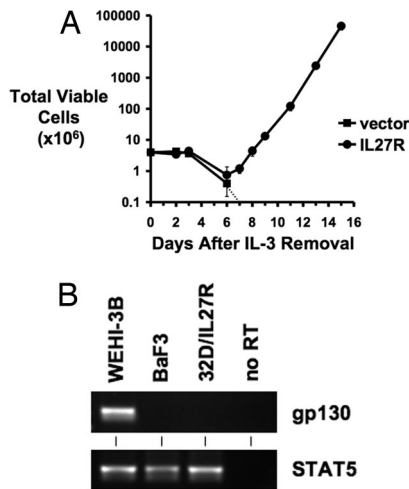 A
100000
10000
1000
100
10
1
0.1
Total Viable
Cells
(x10⁶)
0 2 4 6 8 10 12 14 16
Days After IL-3 Removal
vector
IL27R
B
WEHI-3B
BaF3
32D/IL27R
no RT
gp130
STAT5